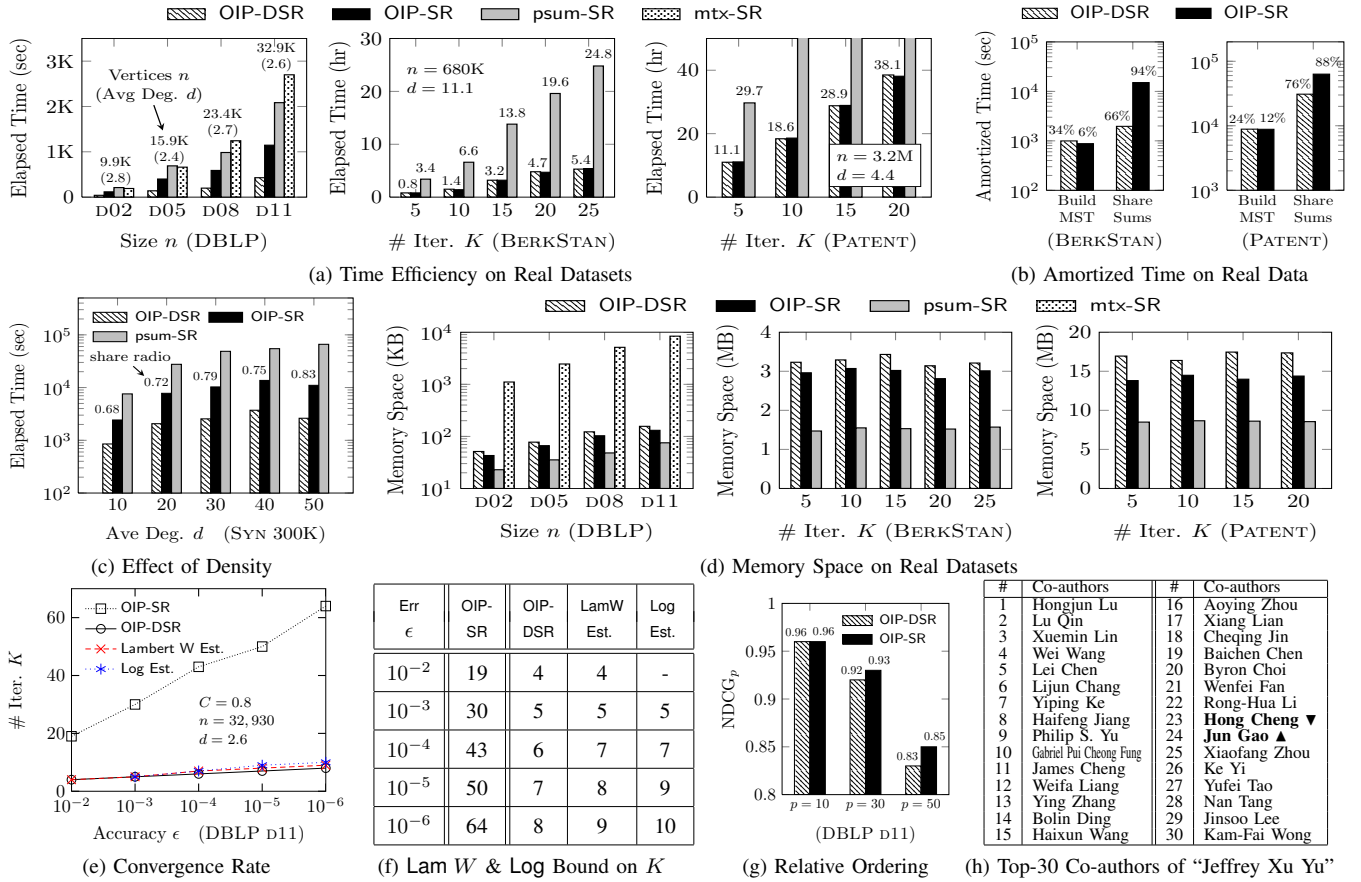 OIP-DSR OIP-SR psum-SR mtx-SR
Elapsed Time (sec)
3K
2K
1K
0
Vertices n
(Avg Deg. d)
9.9K
(2.8)
15.9K
(2.4)
23.4K
(2.7)
32.9K
(2.6)
D02 D05 D08 D11
Size n (DBLP)
Elapsed Time (hr)
30
20
10
0
n = 680K
d = 11.1
0.8 3.4 1.4 6.6 3.2 13.8 4.7 19.6 5.4 24.8
5 10 15 20 25
# Iter. K (BERKSTAN)
Elapsed Time (hr)
40
20
0
11.1 29.7 18.6 28.9 38.1
n = 3.2M
d = 4.4
5 10 15 20
# Iter. K (PATENT)
(a) Time Efficiency on Real Datasets
OIP-DSR OIP-SR
Amortized Time (sec)
10^5
10^4
10^3
10^2
34% 6% 66% 94%
Build MST
Share Sums
(BERKSTAN)
10^5
10^4
10^3
24% 12% 76% 88%
Build MST
Share Sums
(PATENT)
(b) Amortized Time on Real Data
Elapsed Time (sec)
10^5
10^4
10^3
10^2
OIP-DSR OIP-SR
psum-SR
share radio
0.68 0.72 0.79 0.75 0.83
10 20 30 40 50
Ave Deg. d (SYN 300K)
(c) Effect of Density
OIP-DSR OIP-SR psum-SR mtx-SR
Memory Space (KB)
10^4
10^3
10^2
10^1
D02 D05 D08 D11
Size n (DBLP)
Memory Space (MB)
4
3
2
1
0
5 10 15 20 25
# Iter. K (BERKSTAN)
Memory Space (MB)
20
15
10
5
0
5 10 15 20
# Iter. K (PATENT)
(d) Memory Space on Real Datasets
# Iter. K
60
40
20
0
OIP-SR
OIP-DSR
Lambert W Est.
Log Est.
C = 0.8
n = 32,930
d = 2.6
10^−2 10^−3 10^−4 10^−5 10^−6
Accuracy ϵ (DBLP D11)
(e) Convergence Rate
Err ϵ OIP-SR OIP-DSR LamW Est. Log Est.
10^−2 19 4 4 -
10^−3 30 5 5 5
10^−4 43 6 7 7
10^−5 50 7 8 9
10^−6 64 8 9 10
(f) Lam W & Log Bound on K
NDCG_p
1
0.95
0.9
0.85
0.8
OIP-DSR
OIP-SR
0.96 0.96 0.92 0.93 0.83 0.85
p = 10 p = 30 p = 50
(DBLP D11)
(g) Relative Ordering
# Co-authors # Co-authors
1 Hongjun Lu 16 Aoying Zhou
2 Lu Qin 17 Xiang Lian
3 Xuemin Lin 18 Cheqing Jin
4 Wei Wang 19 Baichen Chen
5 Lei Chen 20 Byron Choi
6 Lijun Chang 21 Wenfei Fan
7 Yiping Ke 22 Rong-Hua Li
8 Haifeng Jiang 23 Hong Cheng ▼
9 Philip S. Yu 24 Jun Gao ▲
10 Gabriel Pui Cheong Fung 25 Xiaofang Zhou
11 James Cheng 26 Ke Yi
12 Weifa Liang 27 Yufei Tao
13 Ying Zhang 28 Nan Tang
14 Bolin Ding 29 Jinsoo Lee
15 Haixun Wang 30 Kam-Fai Wong
(h) Top-30 Co-authors of “Jeffrey Xu Yu”